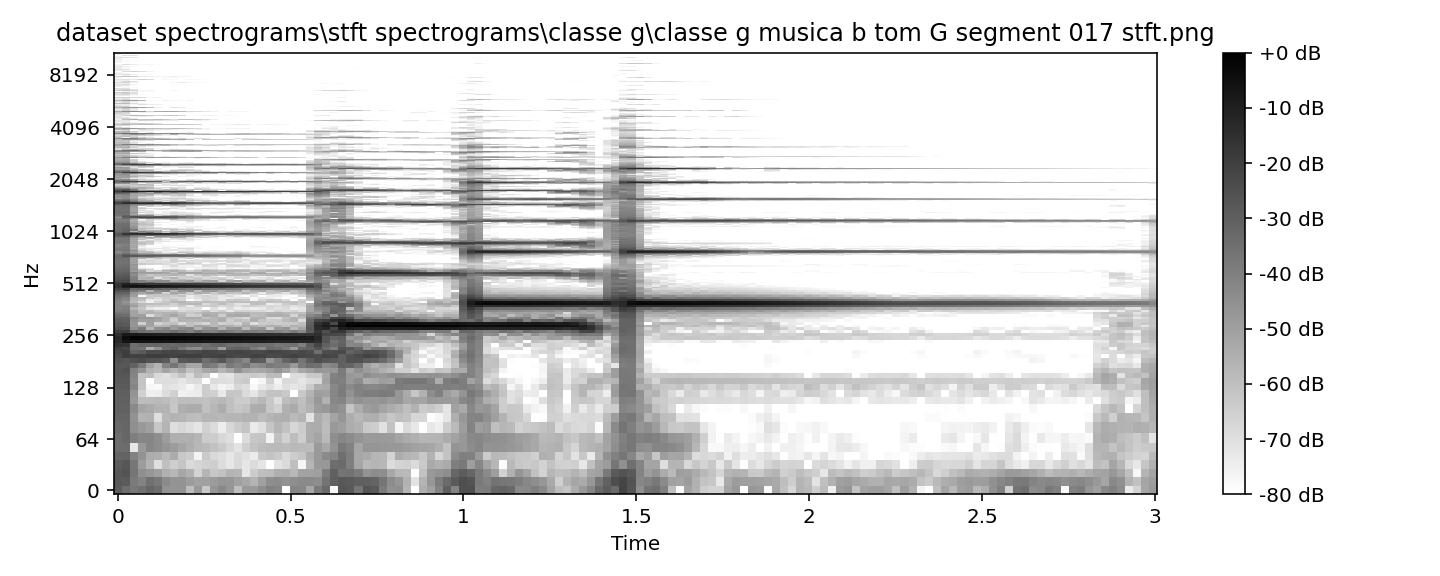 dataset spectrograms\stft spectrograms\classe g\classe g musica b tom G segment 017 stft.png
8192
4096
2048
1024
512
256
128
64
0
Hz
0
0.5
1
1.5
2
2.5
3
Time
+0 dB
-10 dB
-20 dB
-30 dB
-40 dB
-50 dB
-60 dB
-70 dB
-80 dB